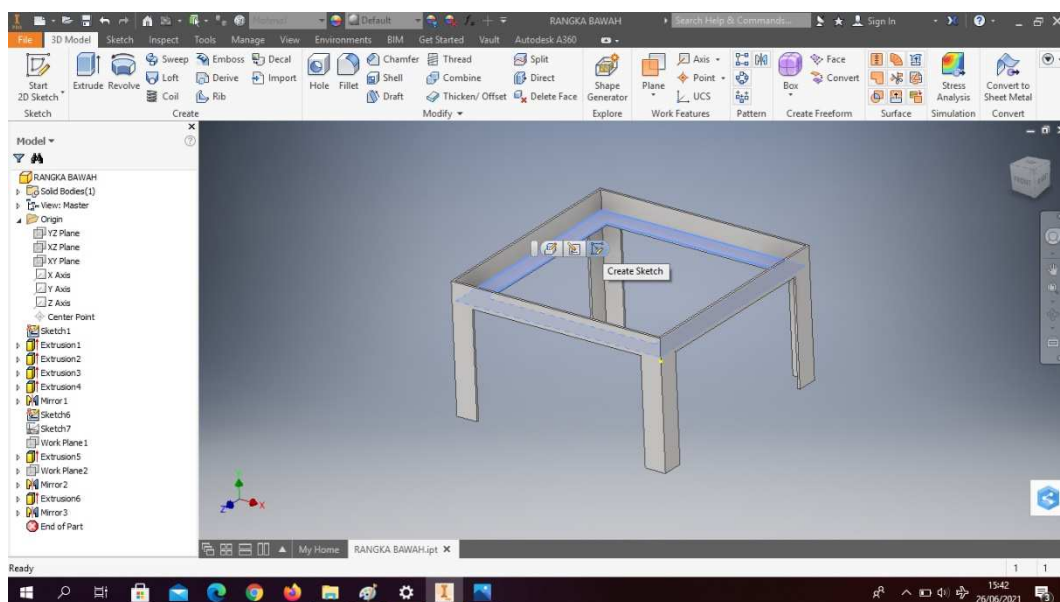 Material
Default
RANGKA BAWAH
Search Help & Commands...
Sign In
File 3D Model Sketch Inspect Tools Manage View Environments BIM Get Started Vault Autodesk A360
Start 2D Sketch
Extrude Revolve
Sweep Emboss Decal
Loft Derive Import
Coil Rib
Hole Fillet
Chamfer Thread Split
Shell Combine Direct
Draft Thicken/ Offset Delete Face
Shape Generator
Plane
Axis
Point
UCS
Box
Face
Convert
Stress Analysis
Convert to Sheet Metal
Sketch Create Modify Explore Work Features Pattern Create Freeform Surface Simulation Convert
Model
RANGKA BAWAH
Solid Bodies(1)
View: Master
Origin
YZ Plane
XZ Plane
XY Plane
X Axis
Y Axis
Z Axis
Center Point
Sketch1
Extrusion1
Extrusion2
Extrusion3
Extrusion4
Mirror1
Sketch6
Sketch7
Work Plane1
Extrusion5
Work Plane2
Mirror2
Extrusion6
Mirror3
End of Part
Create Sketch
FRONT
Y
Z X
My Home RANGKA BAWAH.ipt
Ready 1 1
15:42
26/06/2021